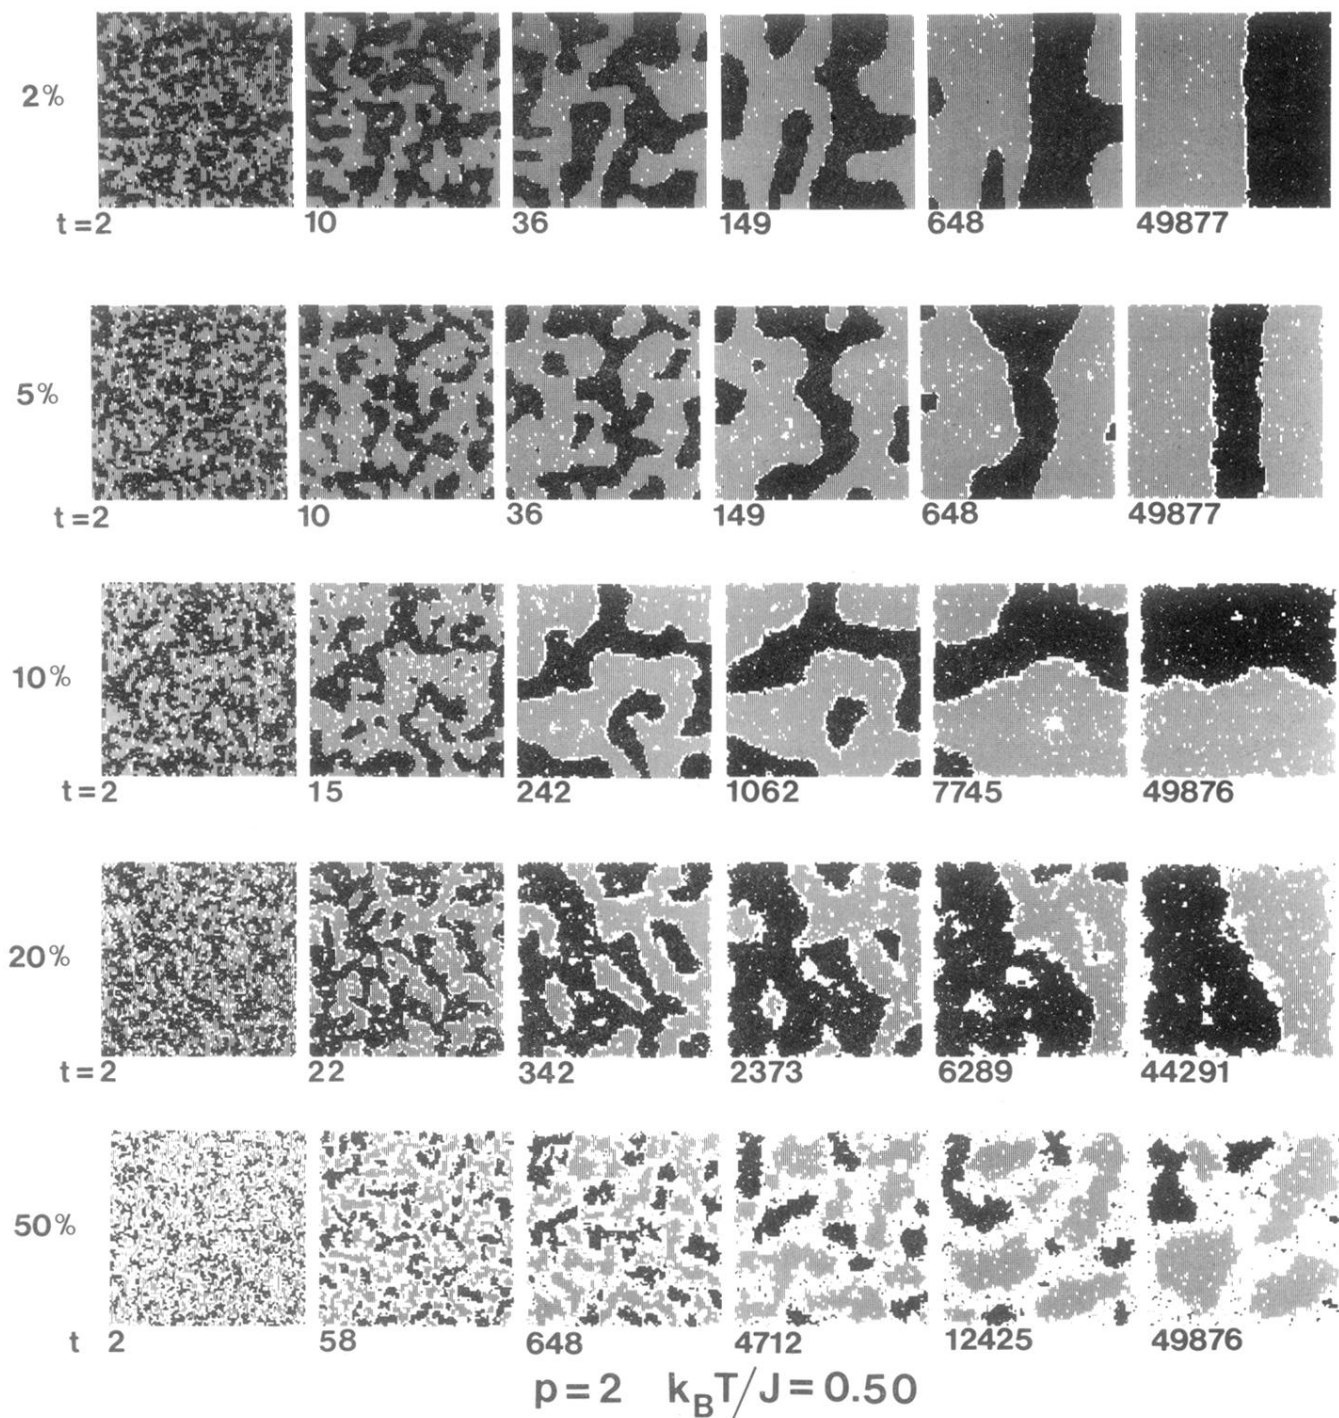 2%
t=2 10 36 149 648 49877
5%
t=2 10 36 149 648 49877
10%
t=2 15 242 1062 7745 49876
20%
t=2 22 342 2373 6289 44291
50%
t 2 58 648 4712 12425 49876
p=2 k_BT/J=0.50